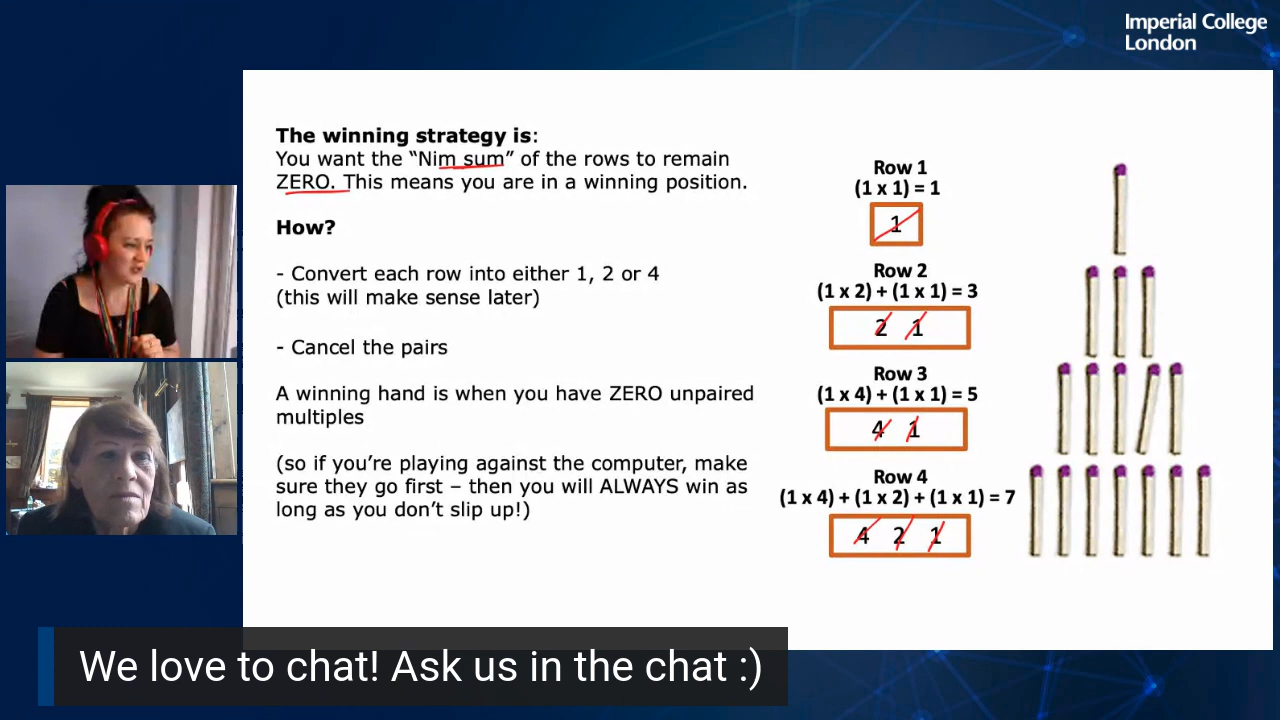 Imperial College
London
The winning strategy is:
You want the “Nim sum” of the rows to remain
ZERO. This means you are in a winning position.
How?
- Convert each row into either 1, 2 or 4
(this will make sense later)
- Cancel the pairs
A winning hand is when you have ZERO unpaired
multiples
(so if you’re playing against the computer, make
sure they go first – then you will ALWAYS win as
long as you don’t slip up!)
Row 1
(1 x 1) = 1
1
Row 2
(1 x 2) + (1 x 1) = 3
2 1
Row 3
(1 x 4) + (1 x 1) = 5
4 1
Row 4
(1 x 4) + (1 x 2) + (1 x 1) = 7
4 2 1
We love to chat! Ask us in the chat :)